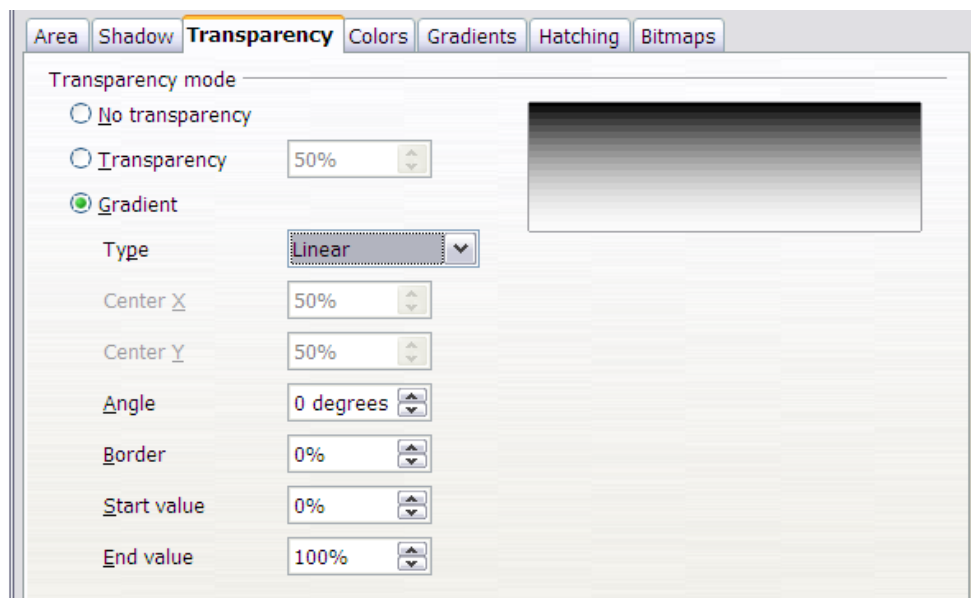 Area Shadow Transparency Colors Gradients Hatching Bitmaps
Transparency mode
No transparency
Transparency 50%
Gradient
Type Linear
Center X 50%
Center Y 50%
Angle 0 degrees
Border 0%
Start value 0%
End value 100%